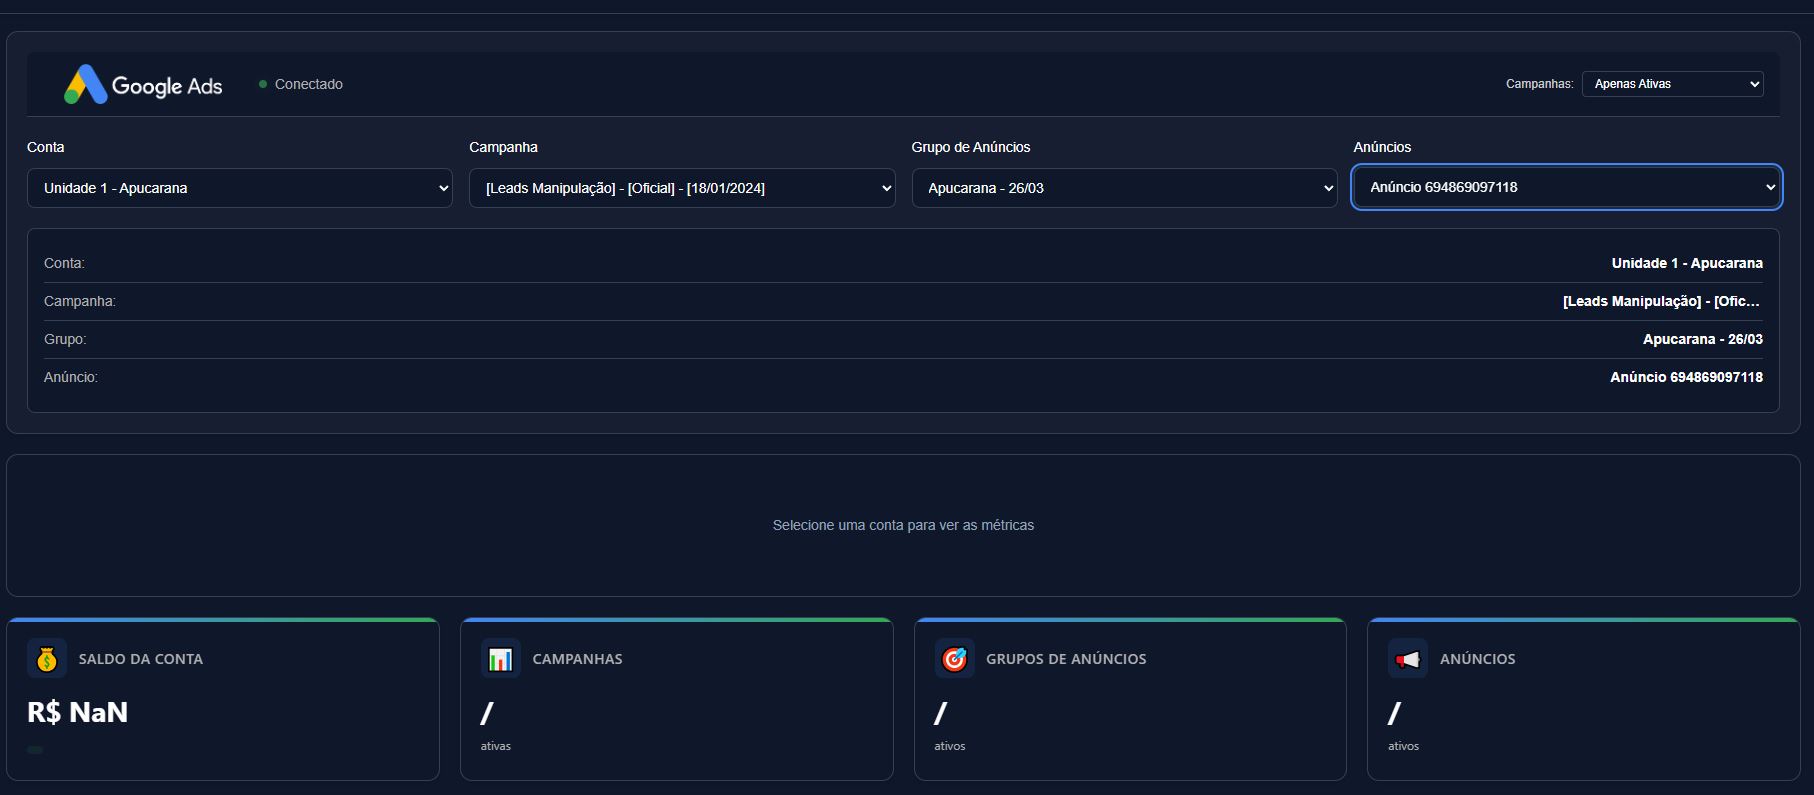 Google Ads
Conectado
Campanhas: Apenas Ativas
Conta
Campanha
Grupo de Anúncios
Anúncios
Unidade 1 - Apucarana
[Leads Manipulação] - [Oficial] - [18/01/2024]
Apucarana - 26/03
Anúncio 694869097118
Conta: Unidade 1 - Apucarana
Campanha: [Leads Manipulação] - [Ofic...
Grupo: Apucarana - 26/03
Anúncio: Anúncio 694869097118
Selecione uma conta para ver as métricas
SALDO DA CONTA
R$ NaN
CAMPANHAS
/
ativas
GRUPOS DE ANÚNCIOS
/
ativos
ANÚNCIOS
/
ativos